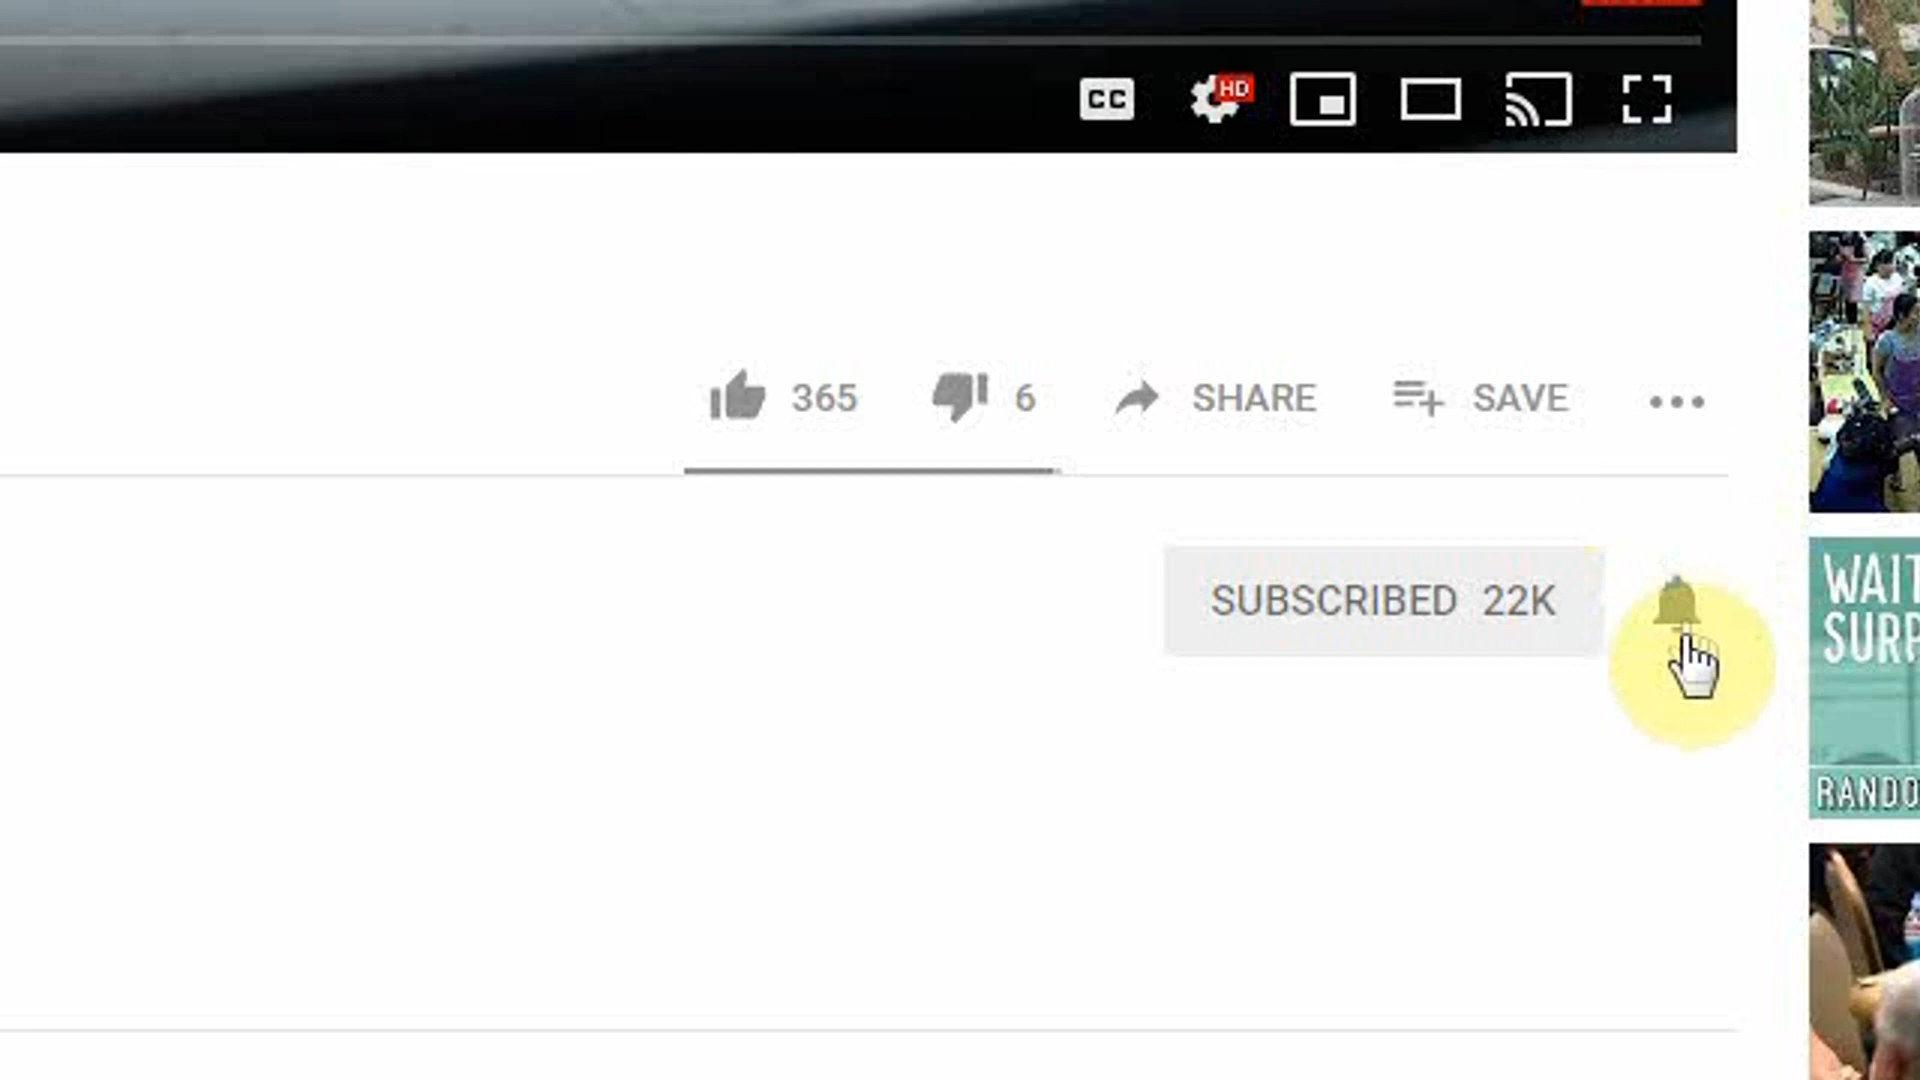 CC HD
365 6 SHARE SAVE
SUBSCRIBED 22K
WAIT
SURP
RANDO